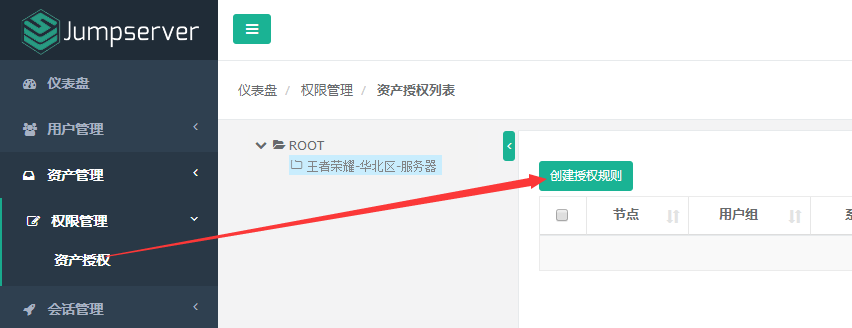 Jumpserver
仪表盘
用户管理
资产管理
权限管理
资产授权
会话管理
仪表盘 / 权限管理 / 资产授权列表
ROOT
王者荣耀-华北区-服务器
创建授权规则
节点 用户组